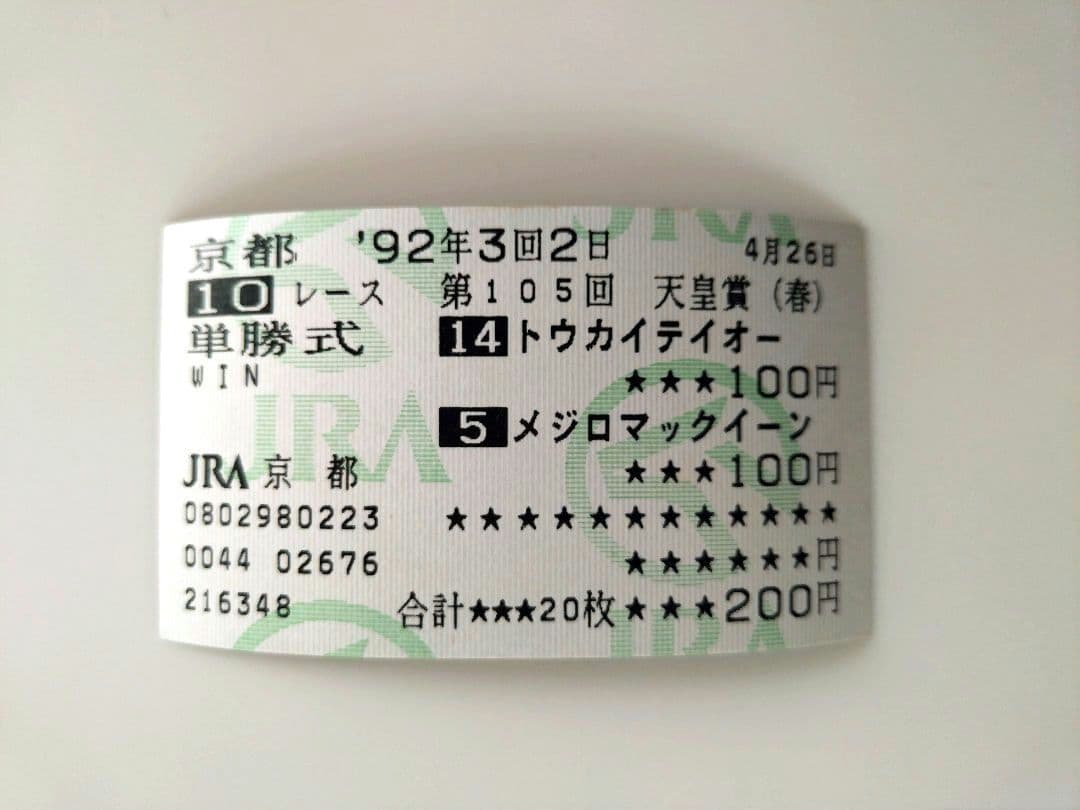 京都 '92年3回2日 4月26日
10 レース 第105回 天皇賞(春)
単勝式 14 トウカイテイオー
WIN ★★★100円
5 メジロマックイーン
JRA 京都 ★★★100円
0802980223 ★★★★★★★★★★★
0044 02676 ★★★★★★円
216348 合計★★★20枚★★★200円
JRA
JRA
JRA